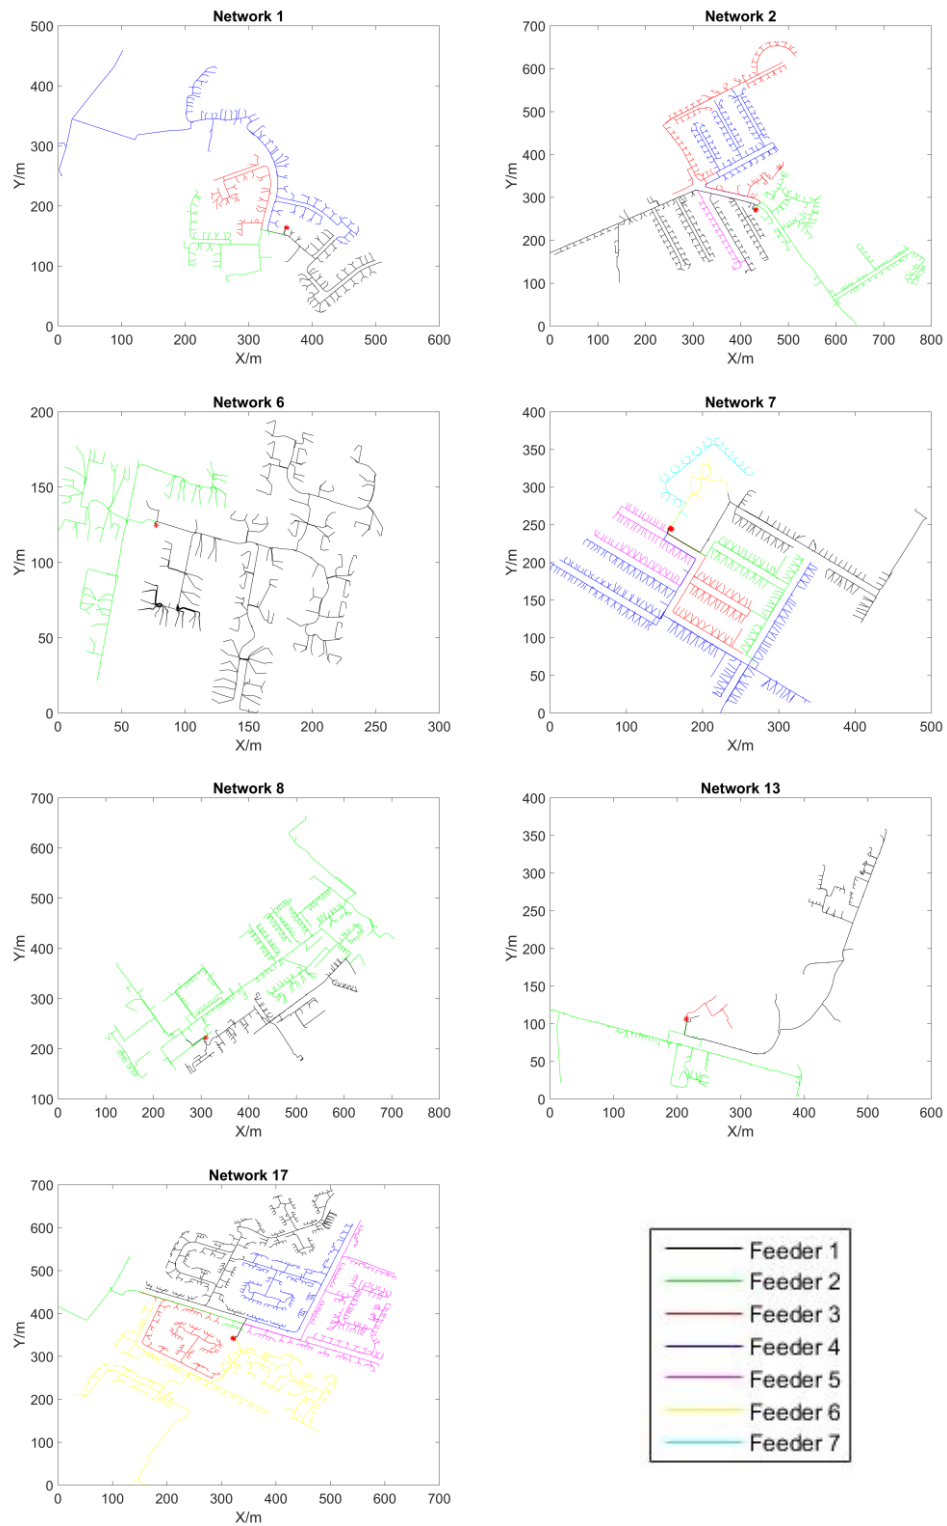 Network 1
500
400
300
200
100
0
Y/m
0 100 200 300 400 500 600
X/m
Network 2
700
600
500
400
300
200
100
0
Y/m
0 100 200 300 400 500 600 700 800
X/m
Network 6
200
150
100
50
0
Y/m
0 50 100 150 200 250 300
X/m
Network 7
400
350
300
250
200
150
100
50
0
Y/m
0 100 200 300 400 500
X/m
Network 8
700
600
500
400
300
200
100
Y/m
0 100 200 300 400 500 600 700 800
X/m
Network 13
400
350
300
250
200
150
100
50
0
Y/m
0 100 200 300 400 500 600
X/m
Network 17
700
600
500
400
300
200
100
0
Y/m
0 100 200 300 400 500 600 700
X/m
Feeder 1
Feeder 2
Feeder 3
Feeder 4
Feeder 5
Feeder 6
Feeder 7